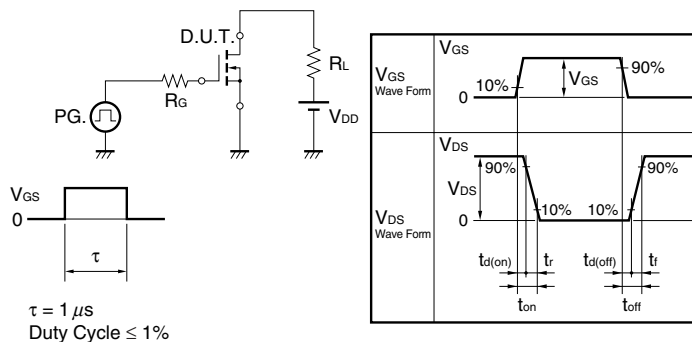 D.U.T.
RL
RG
PG.
VDD
VGS
0
τ
τ = 1 μs
Duty Cycle ≤ 1%
VGS
Wave Form
VGS
10%
0
VGS
90%
VDS
Wave Form
VDS
VDS
90%
90%
0
10%
10%
td(on)
tr
td(off)
tf
ton
toff